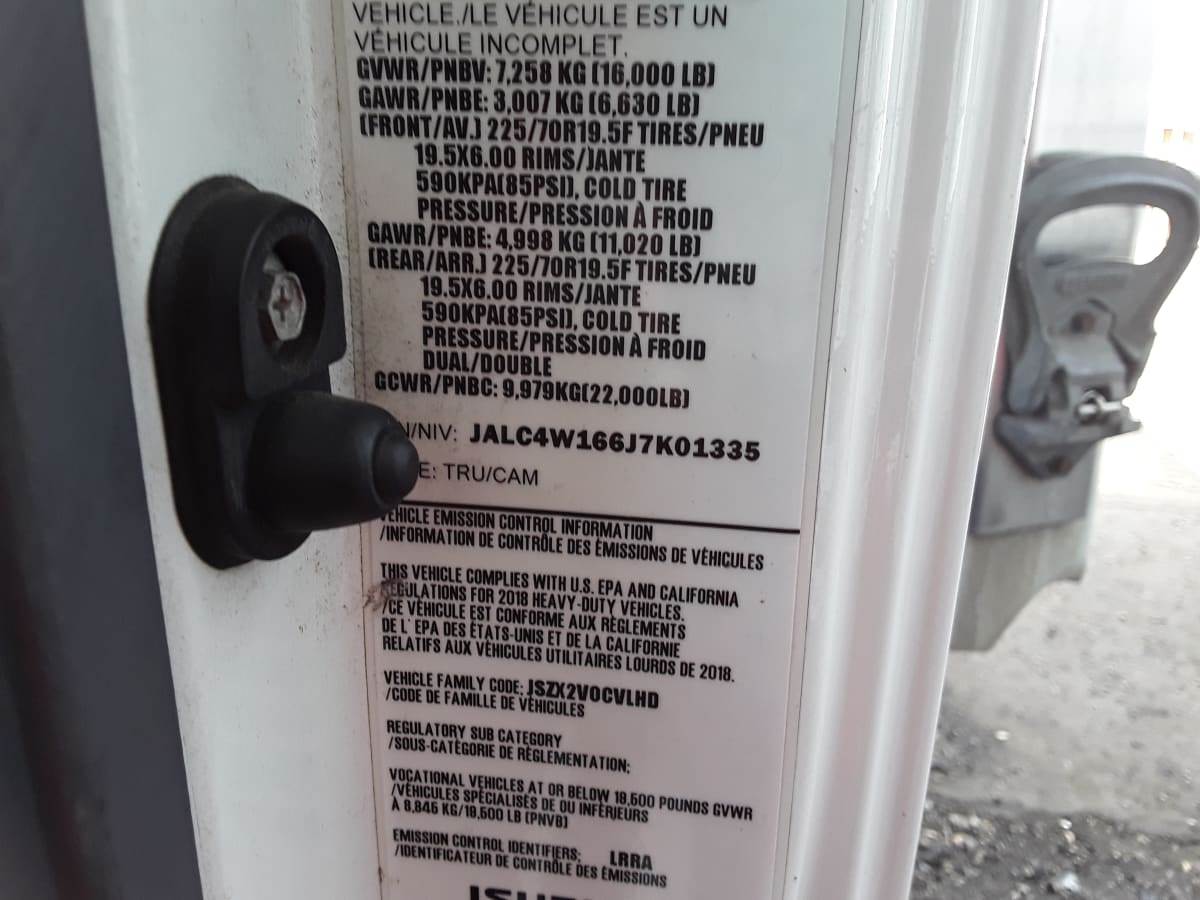 VEHICLE./LE VÉHICULE EST UN
VÉHICULE INCOMPLET.
GVWR/PNBV: 7,258 KG (16,000 LB)
GAWR/PNBE: 3,007 KG (6,630 LB)
(FRONT/AV.) 225/70R19.5F TIRES/PNEU
19.5X6.00 RIMS/JANTE
590KPA(85PSI), COLD TIRE
PRESSURE/PRESSION À FROID
GAWR/PNBE: 4,998 KG (11,020 LB)
(REAR/ARR.) 225/70R19.5F TIRES/PNEU
19.5X6.00 RIMS/JANTE
590KPA(85PSI), COLD TIRE
PRESSURE/PRESSION À FROID
DUAL/DOUBLE
GCWR/PNBC: 9,979KG(22,000LB)
N/NIV: JALC4W166J7K01335
E: TRU/CAM
VEHICLE EMISSION CONTROL INFORMATION
/INFORMATION DE CONTRÔLE DES ÉMISSIONS DE VÉHICULES
THIS VEHICLE COMPLIES WITH U.S. EPA AND CALIFORNIA
REGULATIONS FOR 2018 HEAVY-DUTY VEHICLES.
/CE VÉHICULE EST CONFORME AUX RÈGLEMENTS
DE L' EPA DES ÉTATS-UNIS ET DE LA CALIFORNIE
RELATIFS AUX VÉHICULES UTILITAIRES LOURDS DE 2018.
VEHICLE FAMILY CODE: JSZX2VOCVLHD
/CODE DE FAMILLE DE VÉHICULES
REGULATORY SUB CATEGORY
/SOUS-CATÉGORIE DE RÈGLEMENTATION:
VOCATIONAL VEHICLES AT OR BELOW 19,500 POUNDS GVWR
/VÉHICULES SPÉCIALISÉS DE OU INFÉRIEURS
À 8,845 KG/19,500 LB (PNVB)
EMISSION CONTROL IDENTIFIERS: LRRA
/IDENTIFICATEUR DE CONTRÔLE DES ÉMISSIONS